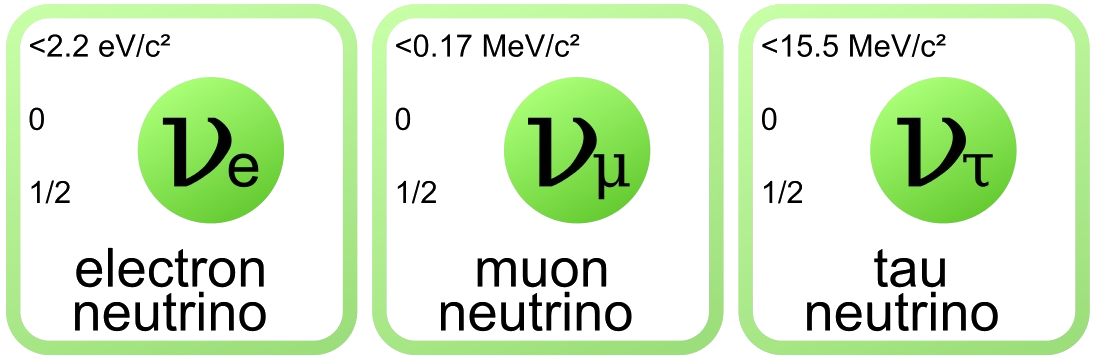 <2.2 eV/c²
0
1/2
νe
electron
neutrino
<0.17 MeV/c²
0
1/2
νμ
muon
neutrino
<15.5 MeV/c²
0
1/2
ντ
tau
neutrino